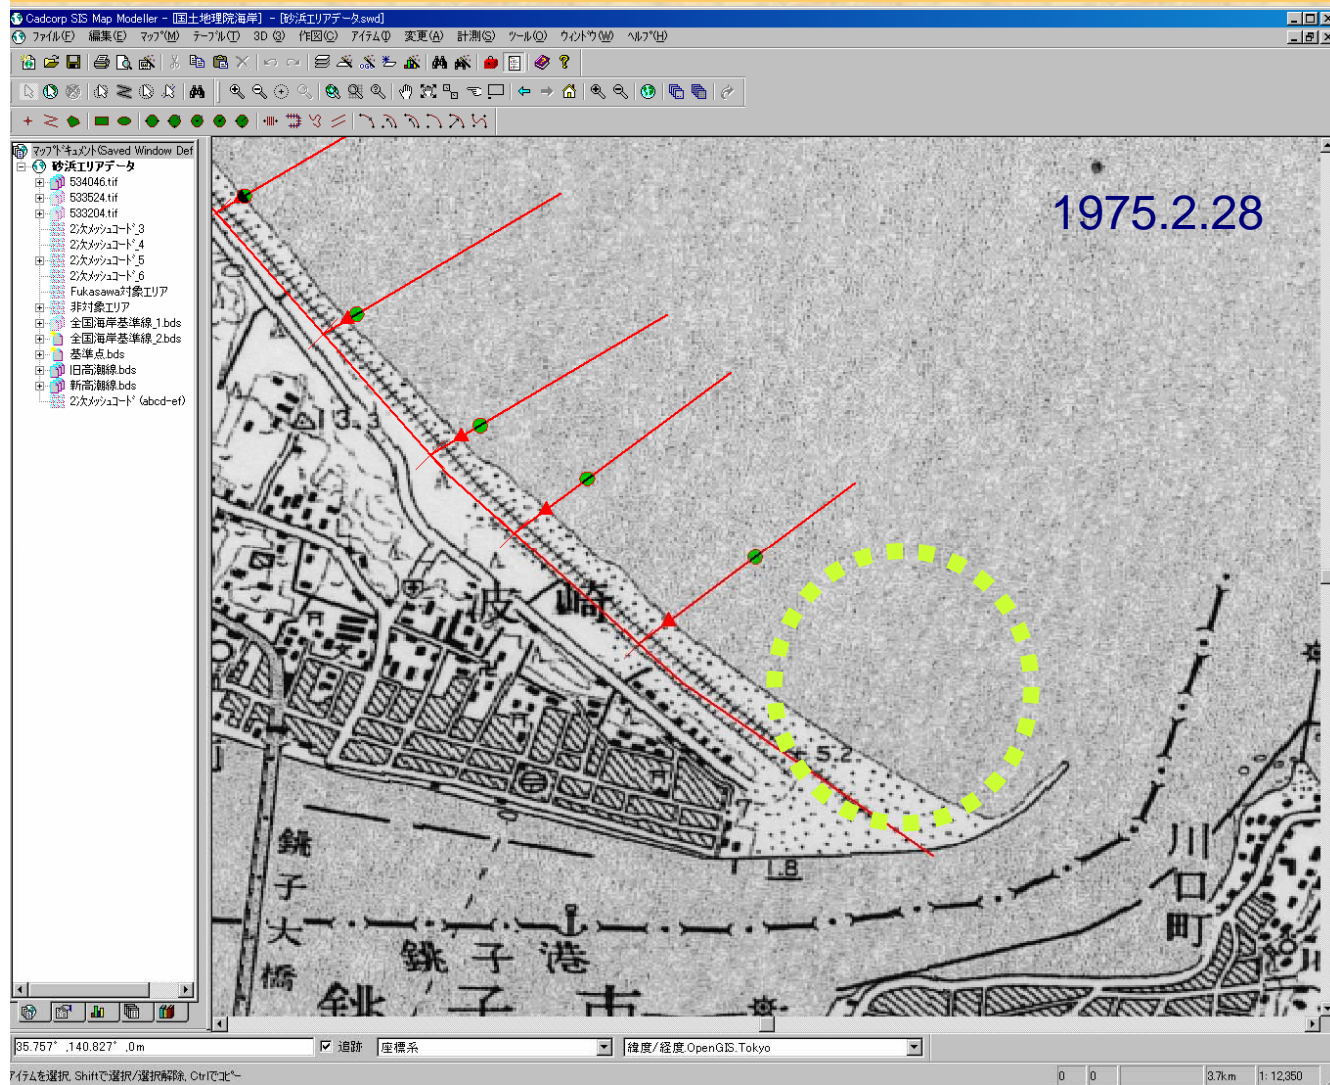 Cadcorp SIS Map Modeller - [国土地理院海岸] - [砂浜エリアデータ.swd]
ファイル(F) 編集(E) マップ(M) テーブル(T) 3D (3) 作図(C) アイテム(I) 変更(A) 計測(S) ツール(O) ウィンドウ(W) ヘルプ(H)
マップドキュメント(Saved Window Def
砂浜エリアデータ
534046.tif
533524.tif
533204.tif
2次メッシュコード_3
2次メッシュコード_4
2次メッシュコード_5
2次メッシュコード_6
Fukasawa対象エリア
非対象エリア
全国海岸基準線_1.bds
全国海岸基準線_2.bds
基準点.bds
旧高潮線.bds
新高潮線.bds
2次メッシュコード (abcd-ef)
1975.2.28
13.3
波崎
5.2
1.8
銚子大橋
銚子港
銚子市
川口町
35.757° ,140.827° ,0m
追跡
座標系
緯度/経度.OpenGIS.Tokyo
アイテムを選択, Shiftで選択/選択解除, Ctrlでコピー
0 0 3.7km 1: 12,350